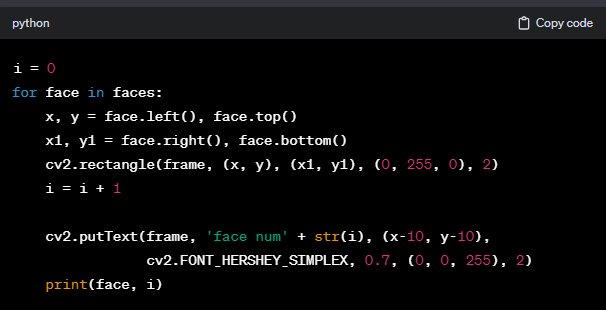 python Copy code
i = 0
for face in faces:
    x, y = face.left(), face.top()
    x1, y1 = face.right(), face.bottom()
    cv2.rectangle(frame, (x, y), (x1, y1), (0, 255, 0), 2)
    i = i + 1
    cv2.putText(frame, 'face num' + str(i), (x-10, y-10),
                cv2.FONT_HERSHEY_SIMPLEX, 0.7, (0, 0, 255), 2)
    print(face, i)